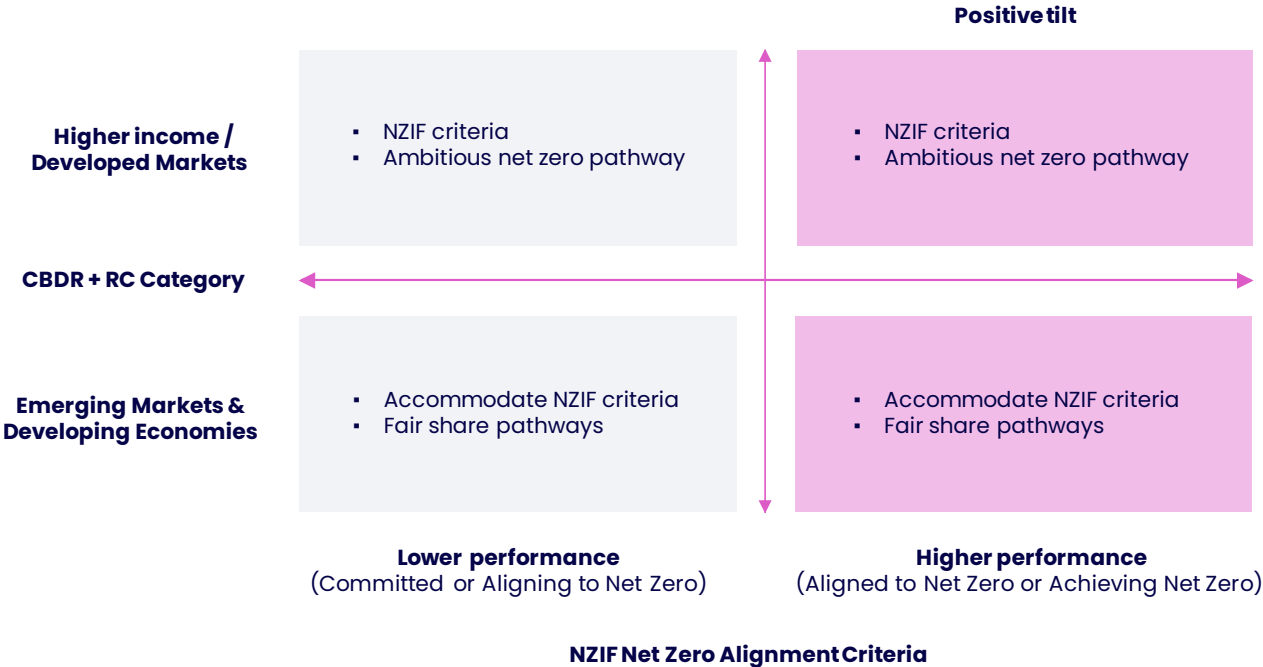 Positive tilt
Higher income /
Developed Markets
▪ NZIF criteria
▪ Ambitious net zero pathway
▪ NZIF criteria
▪ Ambitious net zero pathway
CBDR + RC Category
Emerging Markets &
Developing Economies
▪ Accommodate NZIF criteria
▪ Fair share pathways
▪ Accommodate NZIF criteria
▪ Fair share pathways
Lower performance
(Committed or Aligning to Net Zero)
Higher performance
(Aligned to Net Zero or Achieving Net Zero)
NZIF Net Zero Alignment Criteria